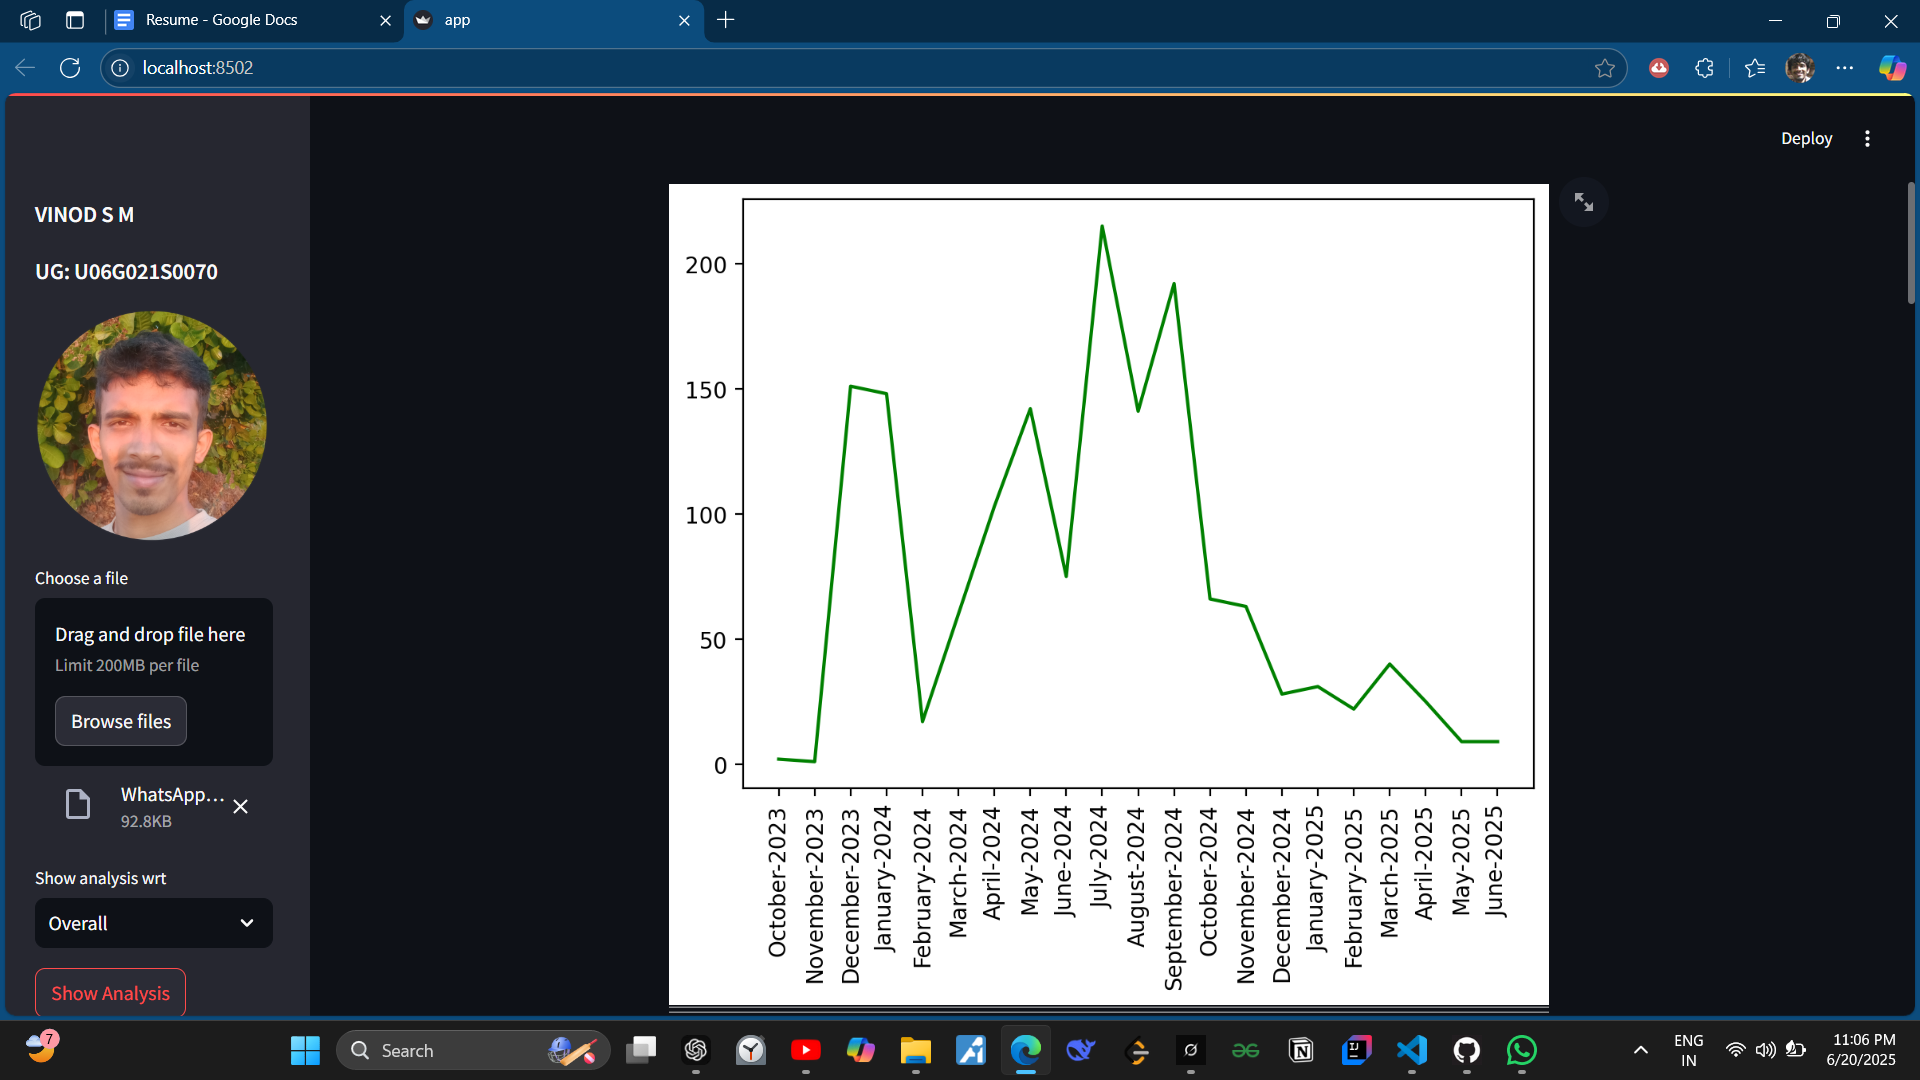 Resume - Google Docs
app
localhost:8502
Deploy
VINOD S M
UG: U06G021S0070
Choose a file
Drag and drop file here
Limit 200MB per file
Browse files
WhatsApp...
92.8KB
Show analysis wrt
Overall
Show Analysis
200
150
100
50
0
October-2023
November-2023
December-2023
January-2024
February-2024
March-2024
April-2024
May-2024
June-2024
July-2024
August-2024
September-2024
October-2024
November-2024
December-2024
January-2025
February-2025
March-2025
April-2025
May-2025
June-2025
7
Search
IJ
ENG
IN
11:06 PM
6/20/2025